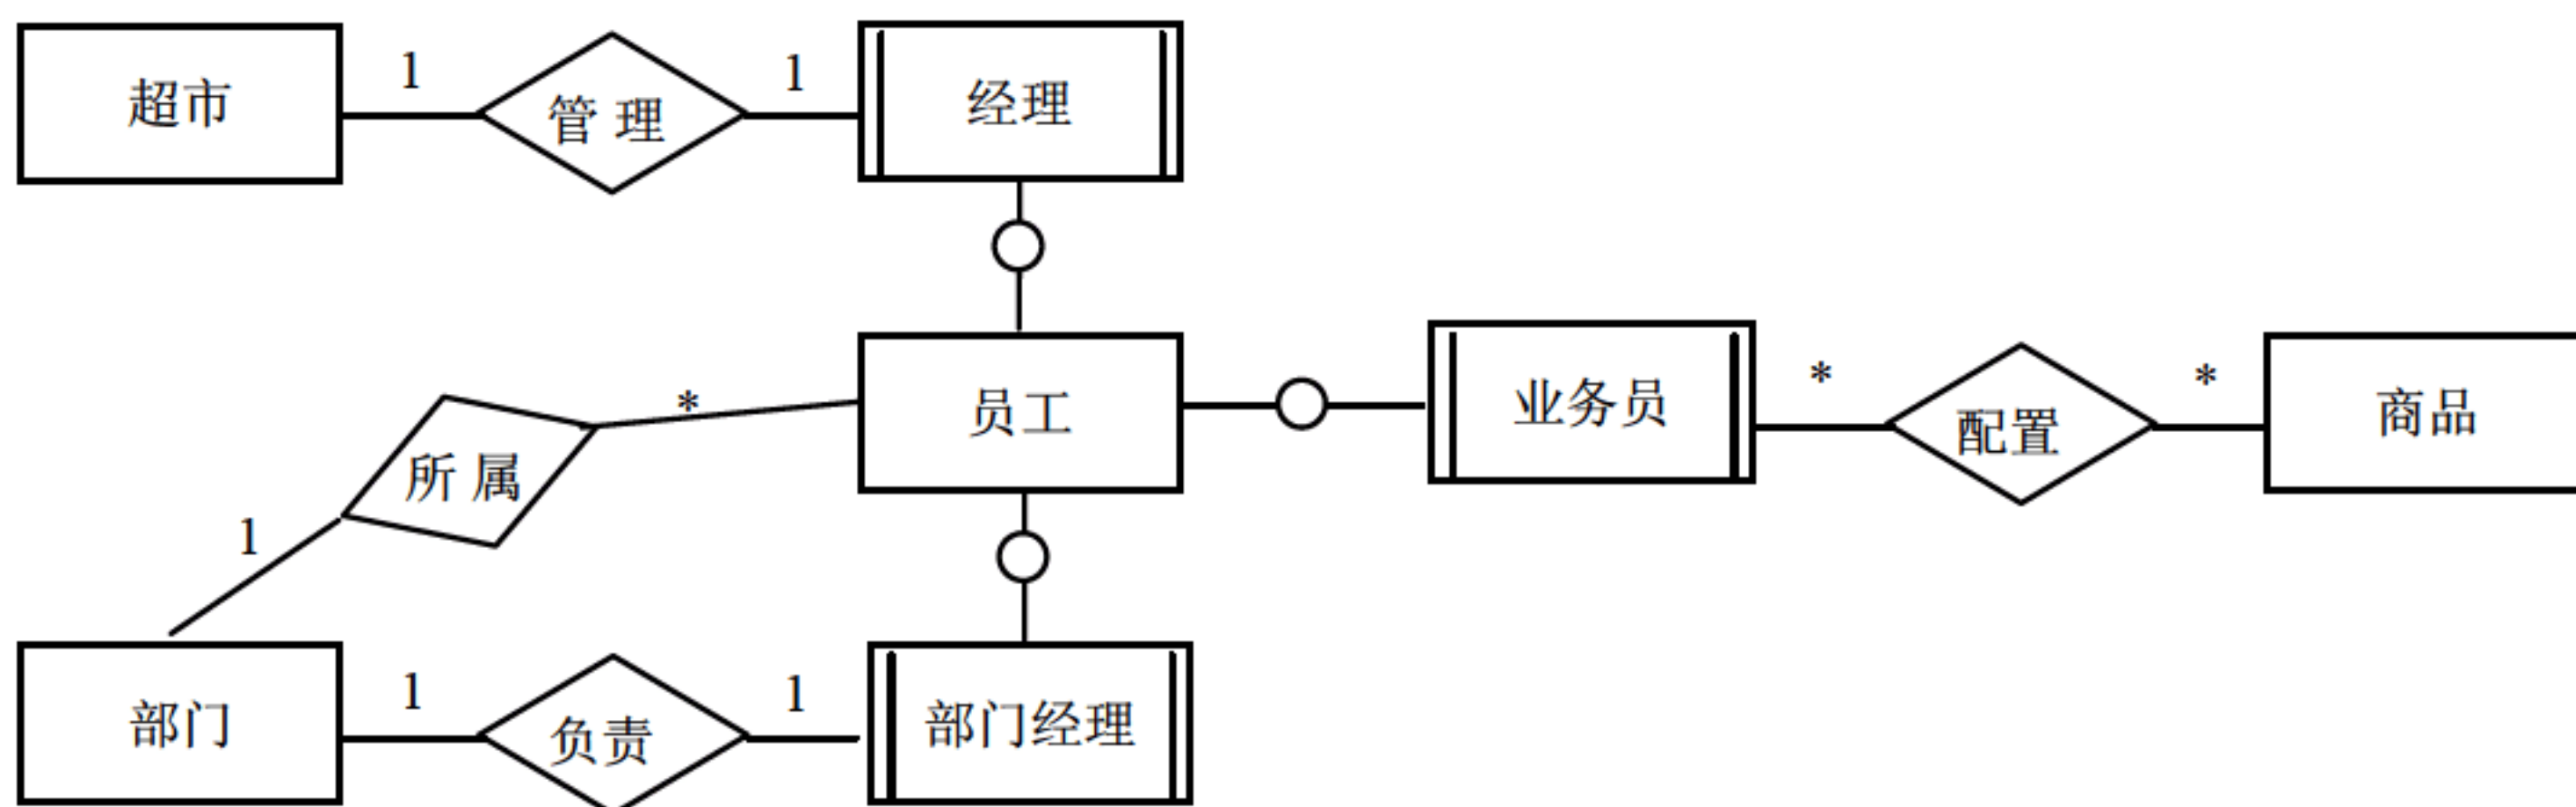 超市
1
管 理
1
经理
员工
*
所 属
1
业务员
*
配置
*
商品
部门
1
负责
1
部门经理